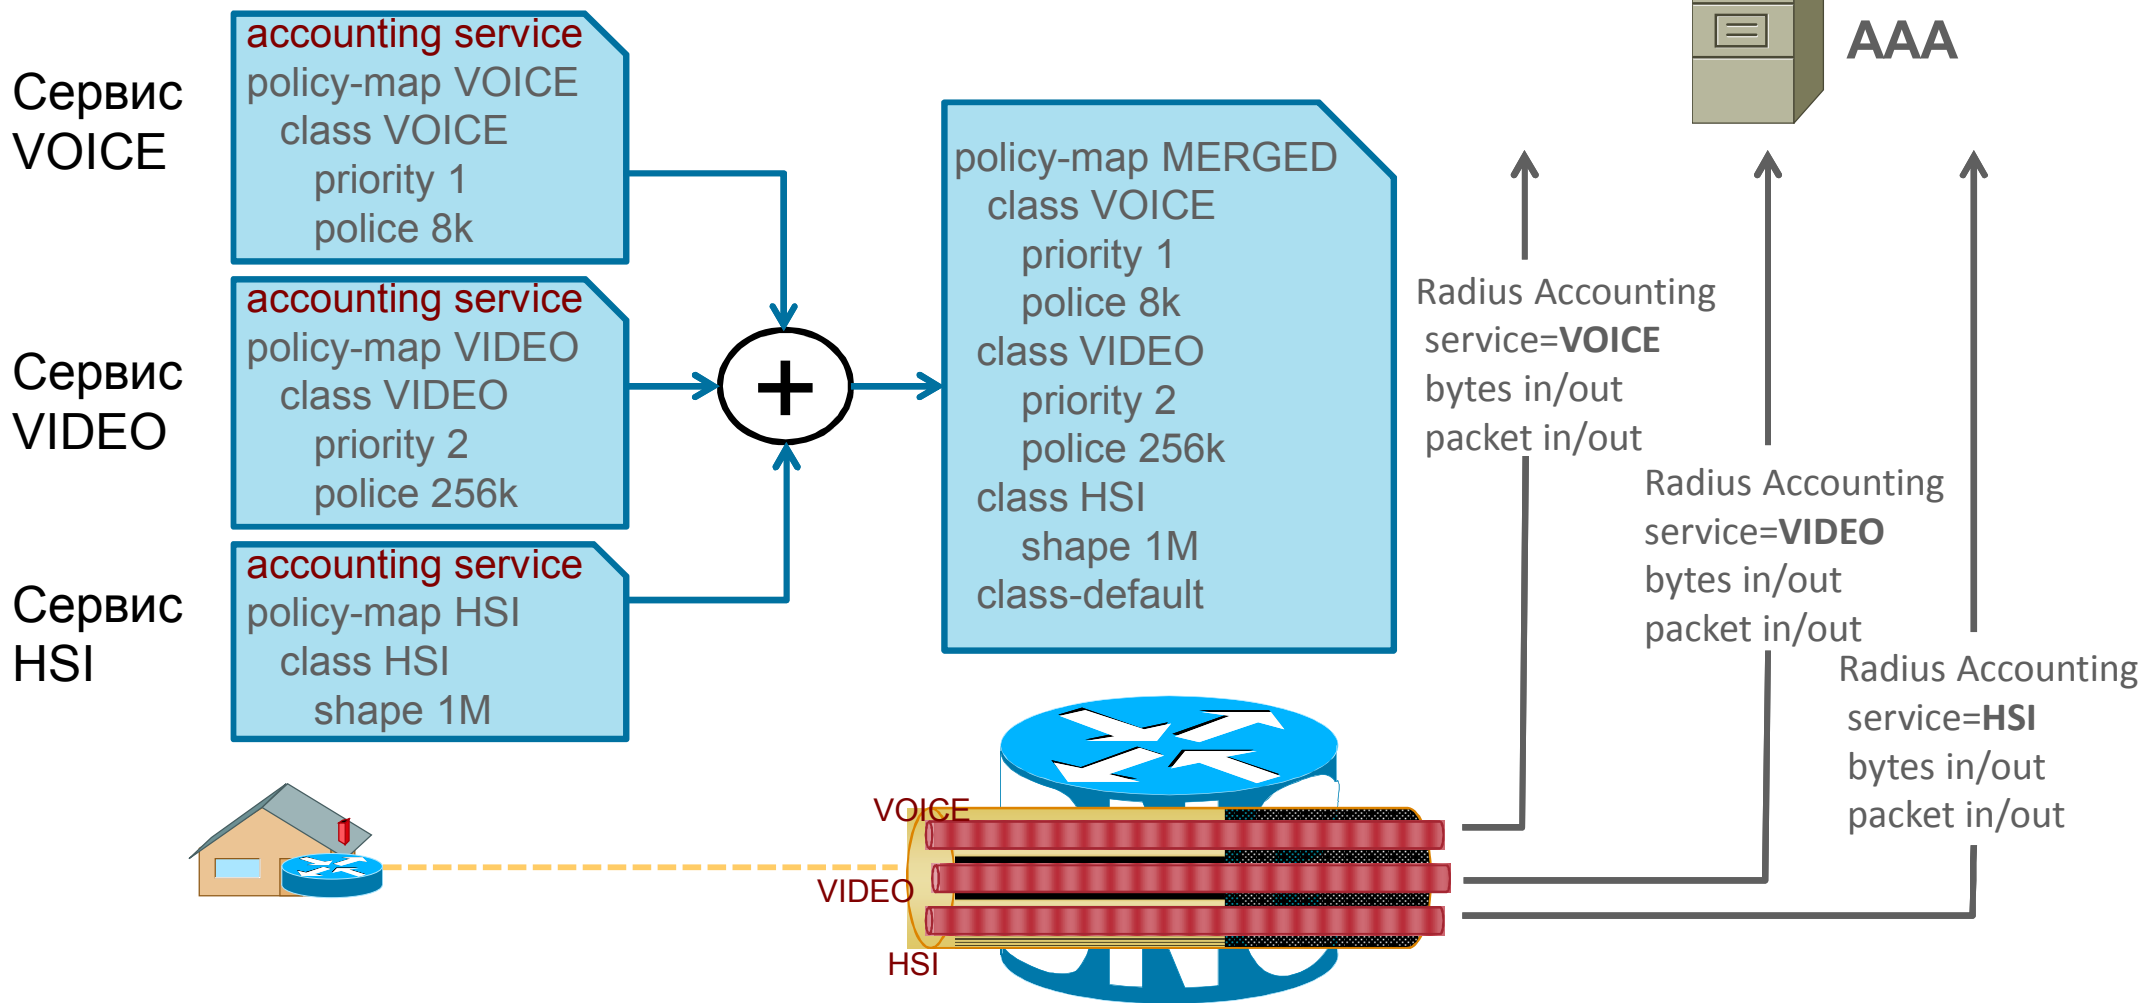 Сервис
VOICE
accounting service
policy-map VOICE
class VOICE
priority 1
police 8k
Сервис
VIDEO
accounting service
policy-map VIDEO
class VIDEO
priority 2
police 256k
Сервис
HSI
accounting service
policy-map HSI
class HSI
shape 1M
+
policy-map MERGED
class VOICE
priority 1
police 8k
class VIDEO
priority 2
police 256k
class HSI
shape 1M
class-default
AAA
Radius Accounting
service=VOICE
bytes in/out
packet in/out
Radius Accounting
service=VIDEO
bytes in/out
packet in/out
Radius Accounting
service=HSI
bytes in/out
packet in/out
VOICE
VIDEO
HSI